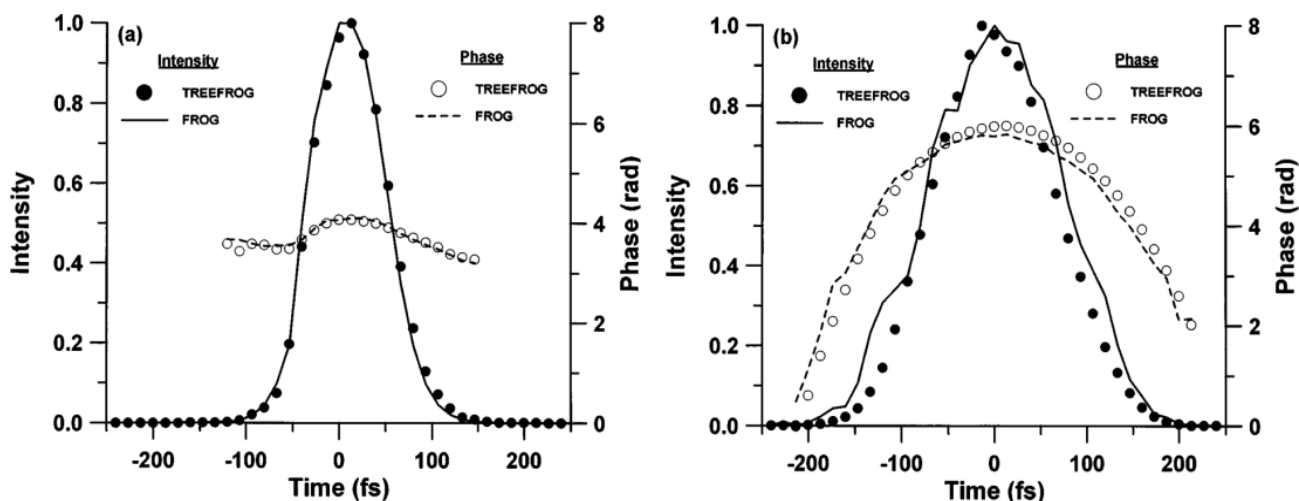 (a)
Intensity
TREEFROG
FROG
Phase
TREEFROG
FROG
1.0
0.8
0.6
0.4
0.2
0.0
Intensity
8
6
4
2
0
Phase (rad)
-200 -100 0 100 200
Time (fs)
(b)
Intensity
TREEFROG
FROG
Phase
TREEFROG
FROG
1.0
0.8
0.6
0.4
0.2
0.0
Intensity
8
6
4
2
0
Phase (rad)
-200 -100 0 100 200
Time (fs)